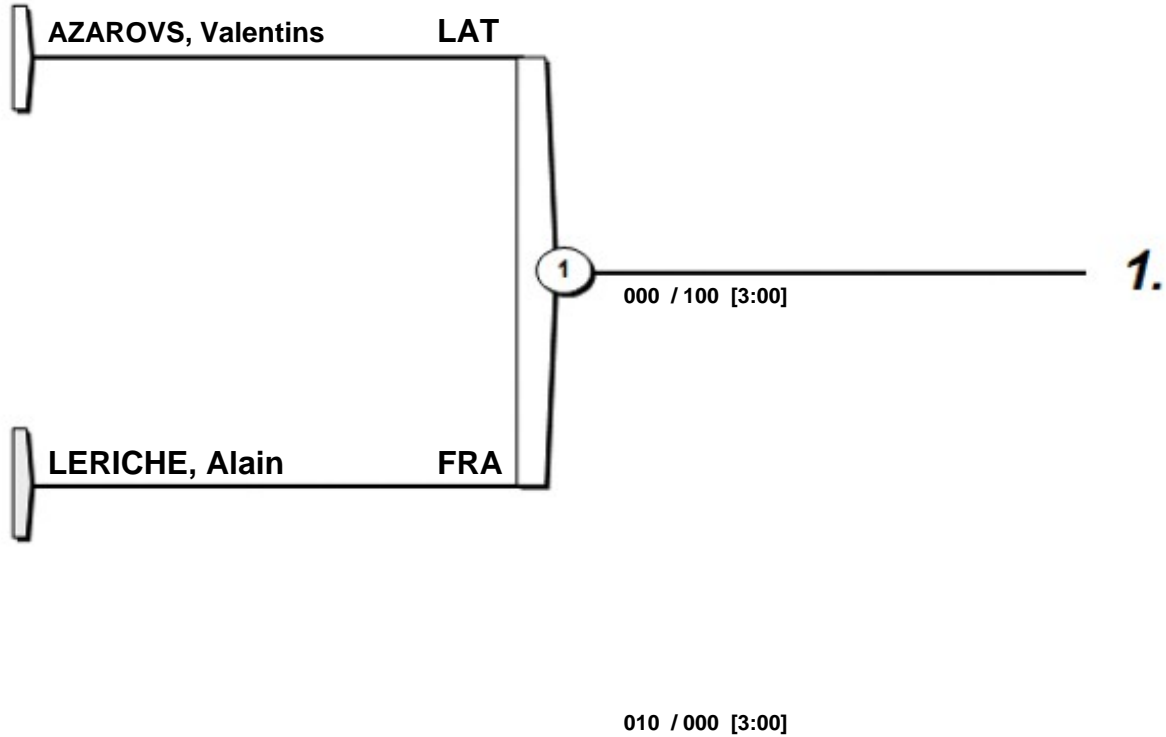 AZAROVS, Valentins LAT
1
1.
000 / 100 [3:00]
LERICHE, Alain FRA
010 / 000 [3:00]